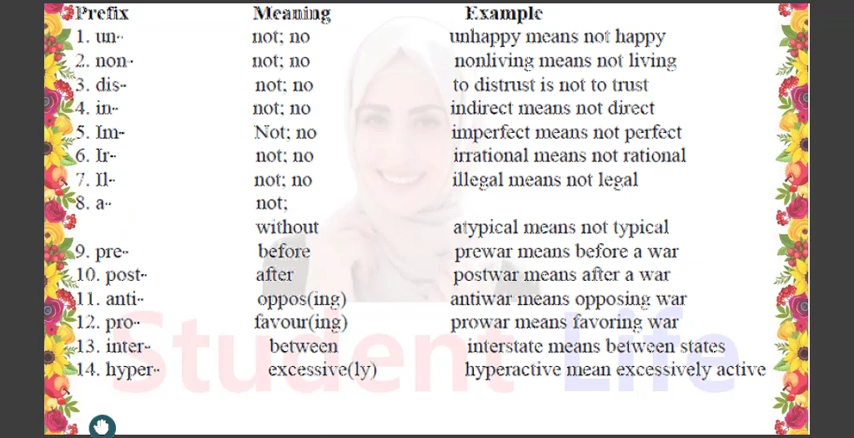 Prefix Meaning Example
1. un-- not; no unhappy means not happy
2. non-- not; no nonliving means not living
3. dis-- not; no to distrust is not to trust
4. in-- not; no indirect means not direct
5. Im-- Not; no imperfect means not perfect
6. Ir-- not; no irrational means not rational
7. Il-- not; no illegal means not legal
8. a-- not;
without atypical means not typical
9. pre-- before prewar means before a war
10. post-- after postwar means after a war
11. anti-- oppos(ing) antiwar means opposing war
12. pro-- favour(ing) prowar means favoring war
13. inter-- between interstate means between states
14. hyper-- excessive(ly) hyperactive mean excessively active
Student Life